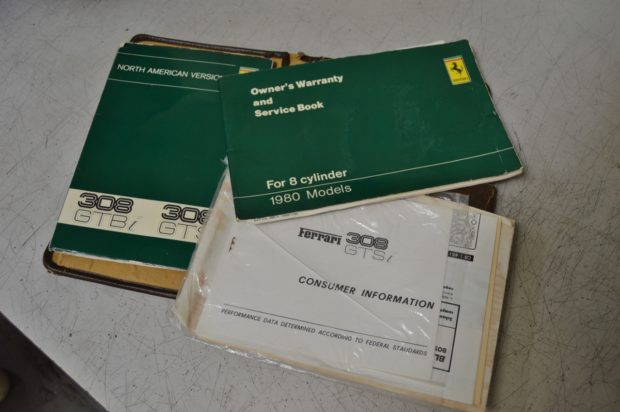 NORTH AMERICAN VERSION
308 308
GTBi GTS
Owner's Warranty
and
Service Book
For 8 cylinder
1980 Models
Ferrari 308
GTSi
CONSUMER INFORMATION
PERFORMANCE DATA DETERMINED ACCORDING TO FEDERAL STANDARDS